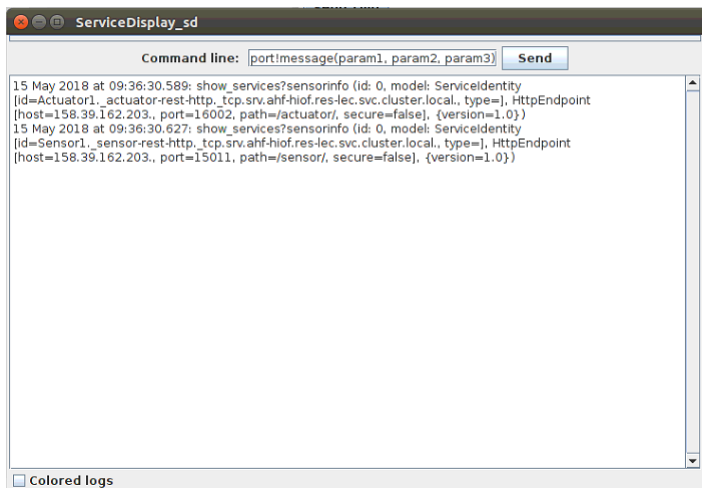 ServiceDisplay_sd
Command line: port!message(param1, param2, param3) Send
15 May 2018 at 09:36:30.589: show_services?sensorinfo (id: 0, model: ServiceIdentity
[id=Actuator1._actuator-rest-http._tcp.srv.ahf-hiof.res-lec.svc.cluster.local., type=], HttpEndpoint
[host=158.39.162.203., port=16002, path=/actuator/, secure=false], {version=1.0})
15 May 2018 at 09:36:30.627: show_services?sensorinfo (id: 0, model: ServiceIdentity
[id=Sensor1._sensor-rest-http._tcp.srv.ahf-hiof.res-lec.svc.cluster.local., type=], HttpEndpoint
[host=158.39.162.203., port=15011, path=/sensor/, secure=false], {version=1.0})
Colored logs